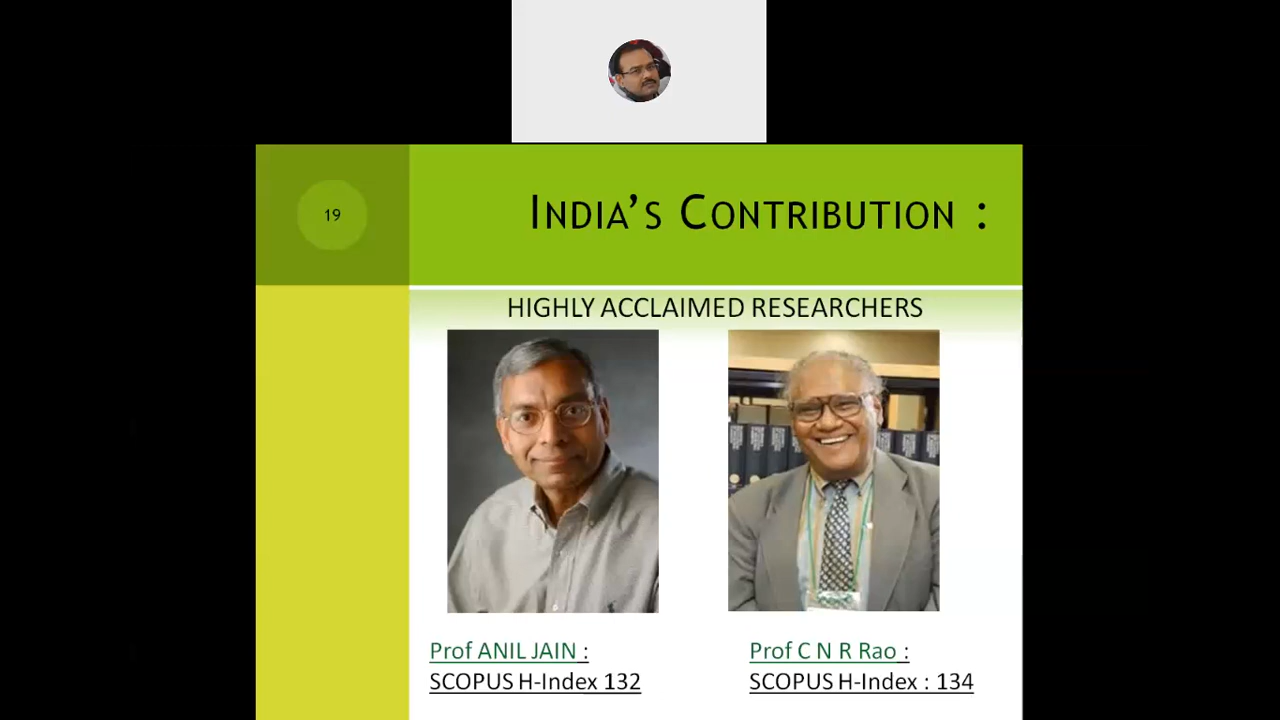 19
INDIA'S CONTRIBUTION :
HIGHLY ACCLAIMED RESEARCHERS
Prof ANIL JAIN :
SCOPUS H-Index 132
Prof C N R Rao :
SCOPUS H-Index : 134